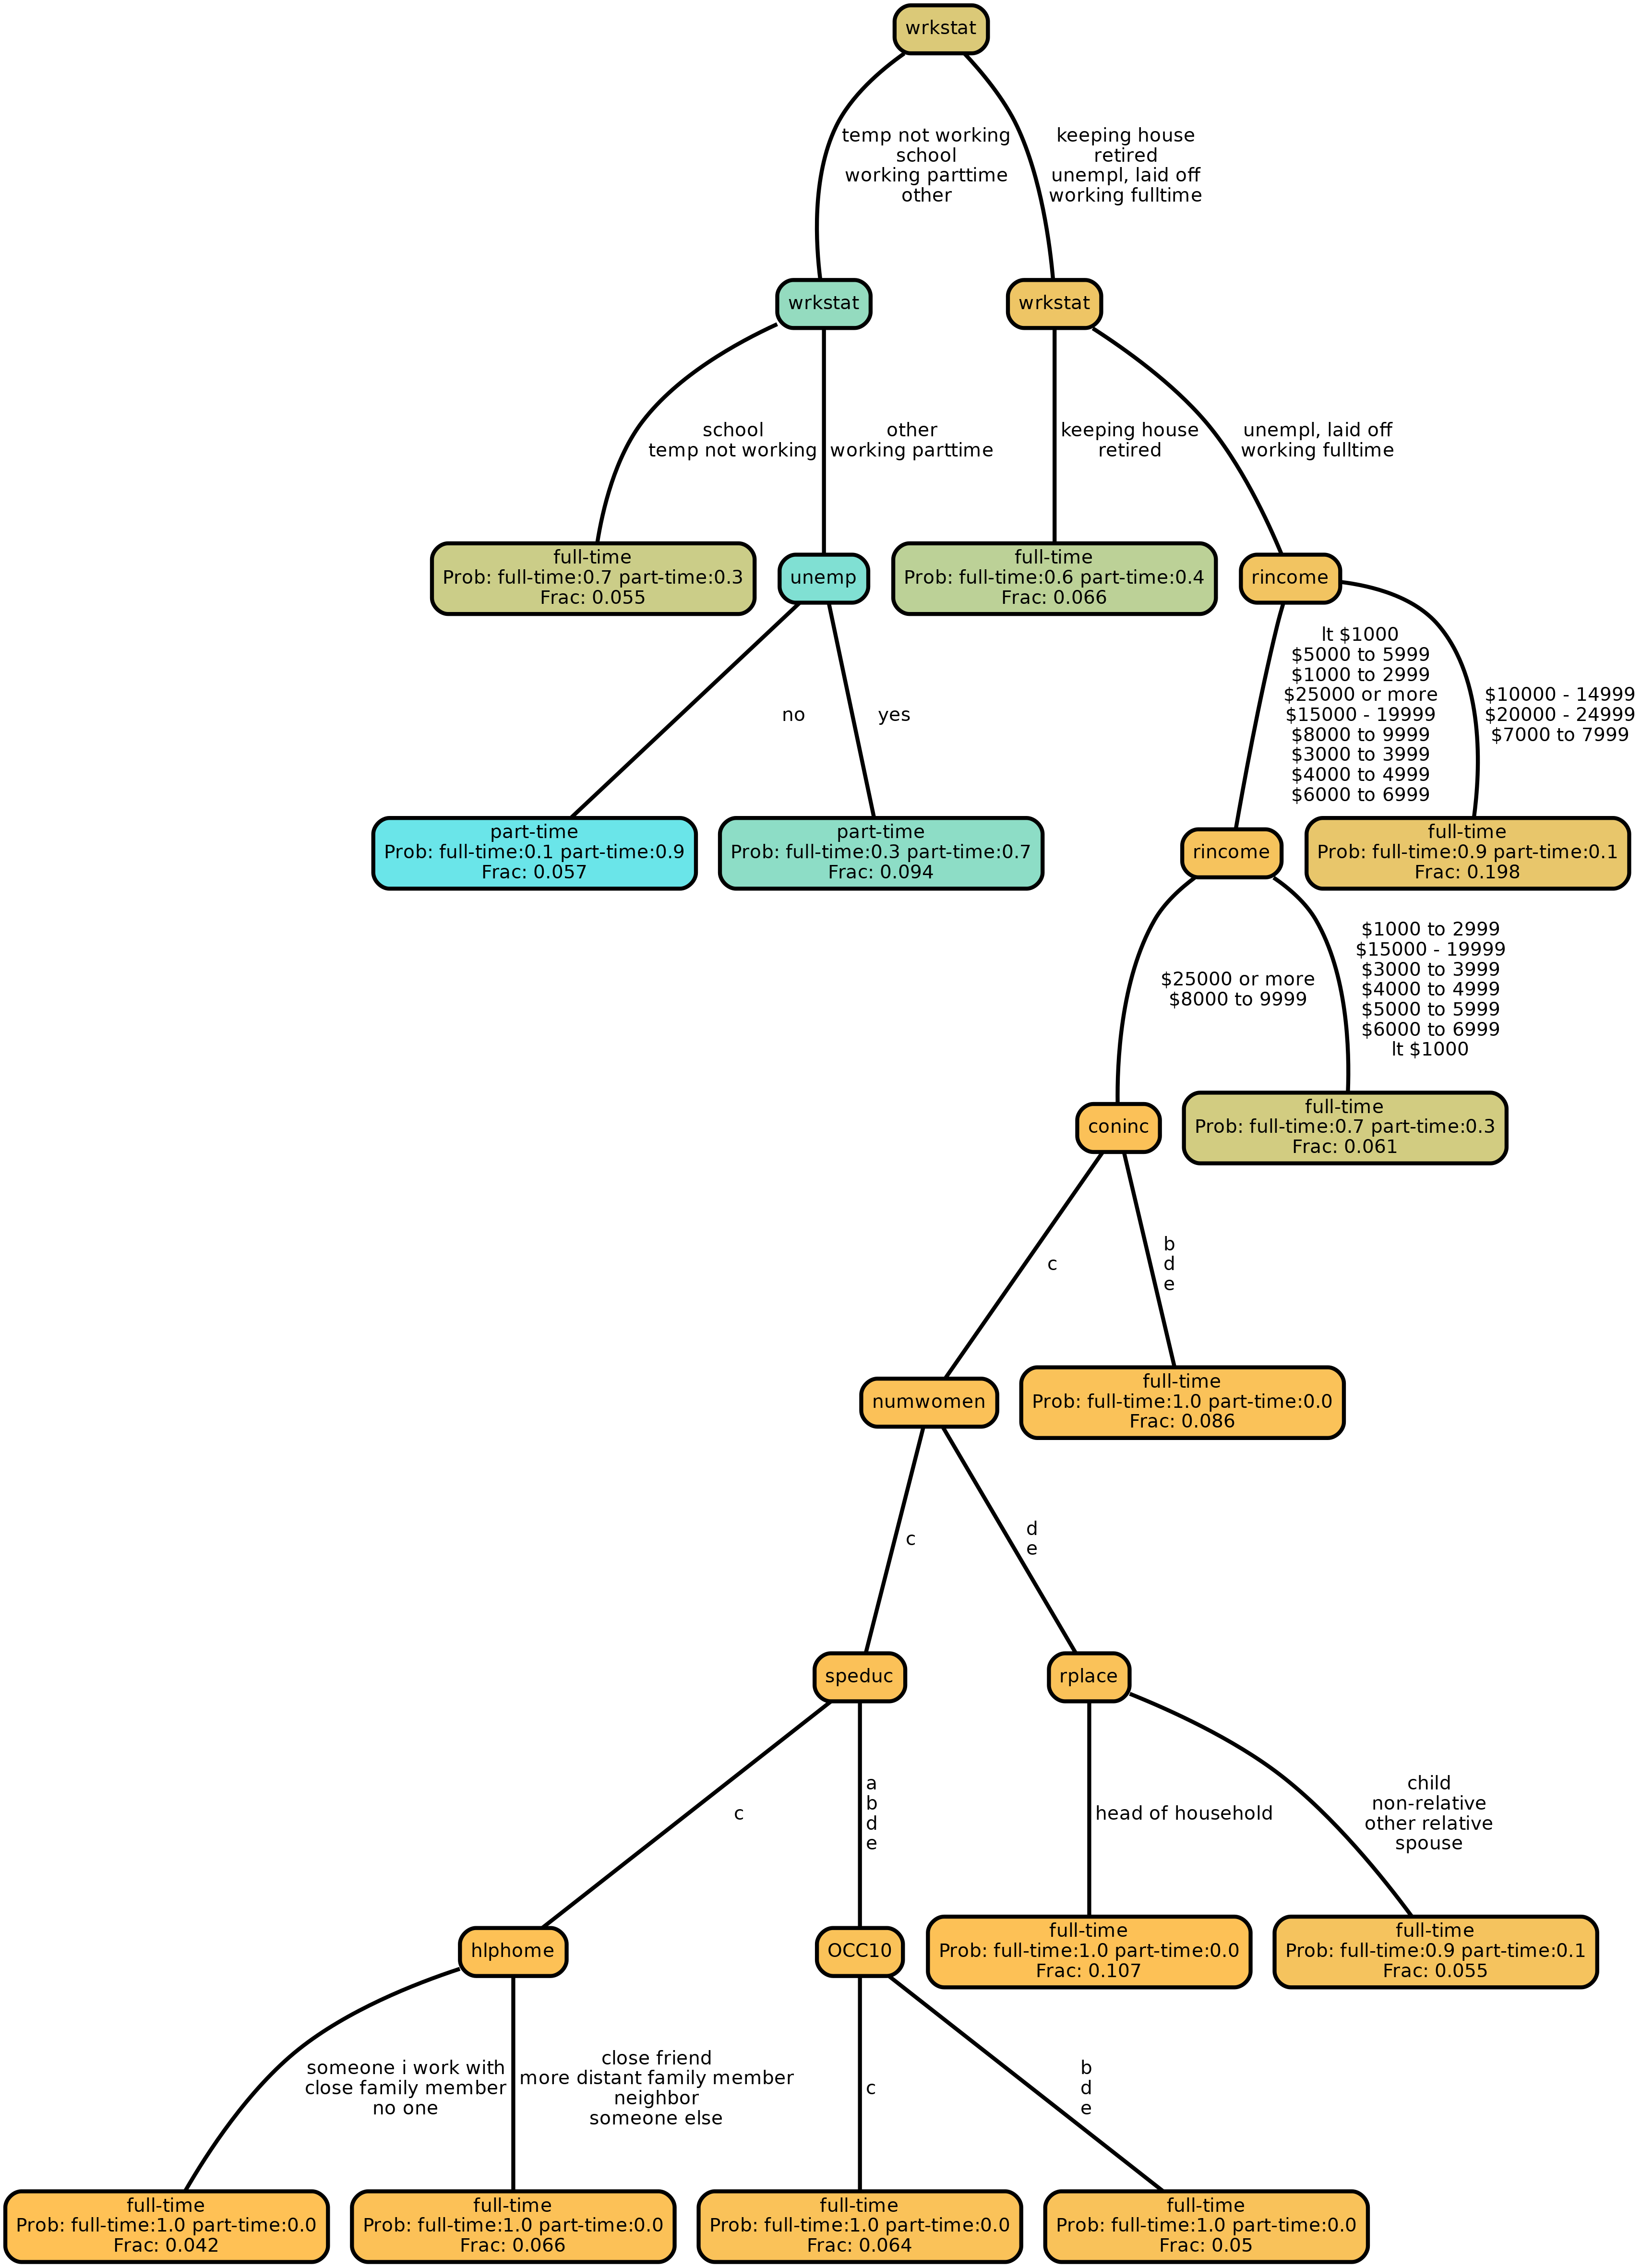 wrkstat
temp not working
school
working parttime
other
keeping house
retired
unempl, laid off
working fulltime
wrkstat
wrkstat
school
temp not working
other
working parttime
keeping house
retired
unempl, laid off
working fulltime
full-time
Prob: full-time:0.7 part-time:0.3
Frac: 0.055
unemp
full-time
Prob: full-time:0.6 part-time:0.4
Frac: 0.066
rincome
no
yes
lt $1000
$5000 to 5999
$1000 to 2999
$25000 or more
$15000 - 19999
$8000 to 9999
$3000 to 3999
$4000 to 4999
$6000 to 6999
$10000 - 14999
$20000 - 24999
$7000 to 7999
part-time
Prob: full-time:0.1 part-time:0.9
Frac: 0.057
part-time
Prob: full-time:0.3 part-time:0.7
Frac: 0.094
rincome
full-time
Prob: full-time:0.9 part-time:0.1
Frac: 0.198
$25000 or more
$8000 to 9999
$1000 to 2999
$15000 - 19999
$3000 to 3999
$4000 to 4999
$5000 to 5999
$6000 to 6999
lt $1000
coninc
full-time
Prob: full-time:0.7 part-time:0.3
Frac: 0.061
c
b
d
e
numwomen
full-time
Prob: full-time:1.0 part-time:0.0
Frac: 0.086
c
d
e
speduc
rplace
c
a
b
d
e
head of household
child
non-relative
other relative
spouse
hlphome
OCC10
full-time
Prob: full-time:1.0 part-time:0.0
Frac: 0.107
full-time
Prob: full-time:0.9 part-time:0.1
Frac: 0.055
someone i work with
close family member
no one
close friend
more distant family member
neighbor
someone else
c
b
d
e
full-time
Prob: full-time:1.0 part-time:0.0
Frac: 0.042
full-time
Prob: full-time:1.0 part-time:0.0
Frac: 0.066
full-time
Prob: full-time:1.0 part-time:0.0
Frac: 0.064
full-time
Prob: full-time:1.0 part-time:0.0
Frac: 0.05